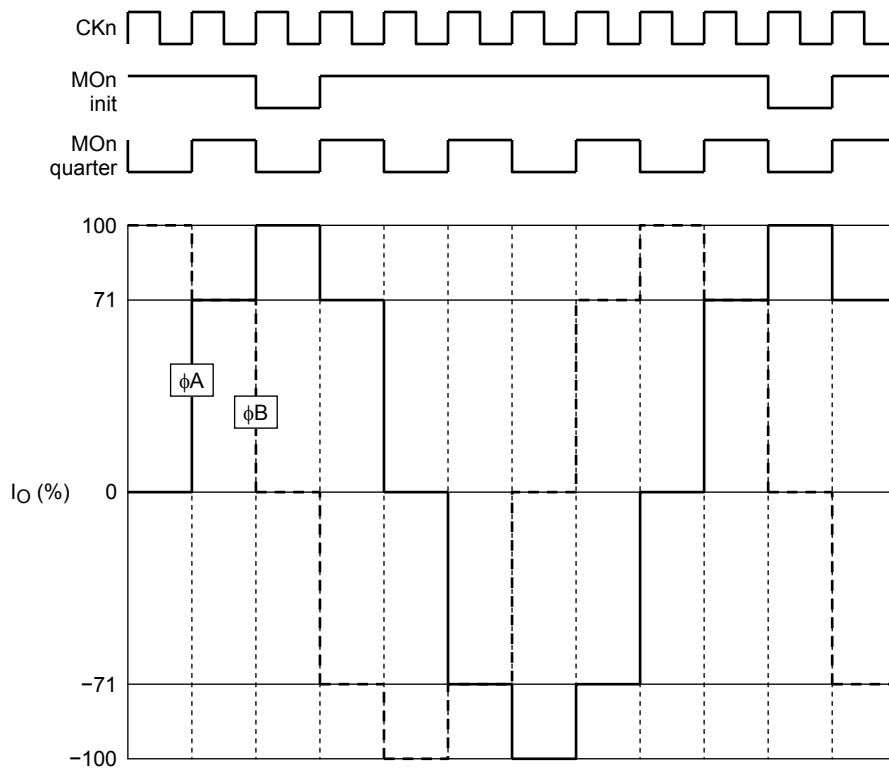 CKn
MOn
init
MOn
quarter
100
71
ϕA
ϕB
IO (%)
0
−71
−100